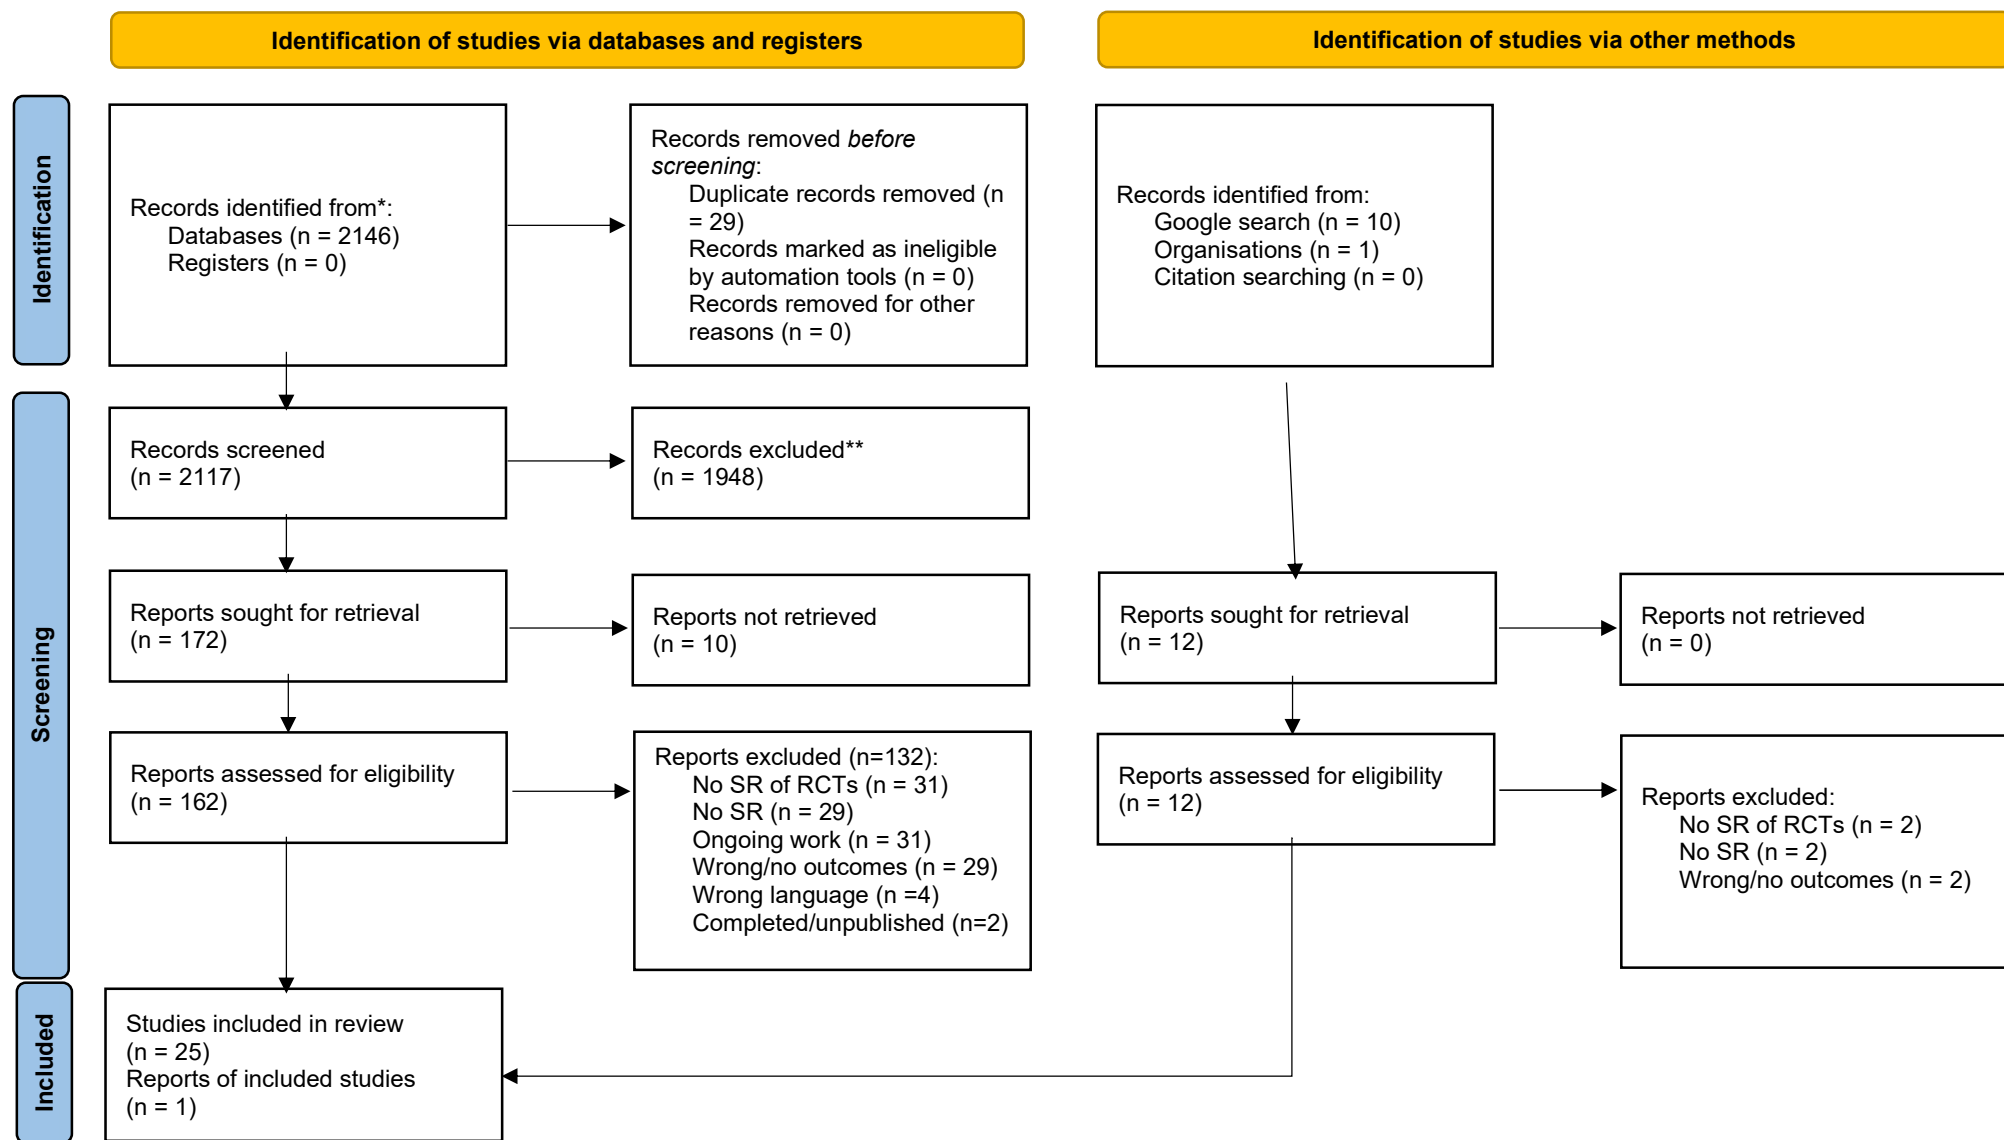 Identification of studies via databases and registers
Identification of studies via other methods
Identification
Records identified from*:
Databases (n = 2146)
Registers (n = 0)
Records removed before
screening:
Duplicate records removed (n
= 29)
Records marked as ineligible
by automation tools (n = 0)
Records removed for other
reasons (n = 0)
Records identified from:
Google search (n = 10)
Organisations (n = 1)
Citation searching (n = 0)
Screening
Records screened
(n = 2117)
Records excluded**
(n = 1948)
Reports sought for retrieval
(n = 172)
Reports not retrieved
(n = 10)
Reports sought for retrieval
(n = 12)
Reports not retrieved
(n = 0)
Reports assessed for eligibility
(n = 162)
Reports excluded (n=132):
No SR of RCTs (n = 31)
No SR (n = 29)
Ongoing work (n = 31)
Wrong/no outcomes (n = 29)
Wrong language (n =4)
Completed/unpublished (n=2)
Reports assessed for eligibility
(n = 12)
Reports excluded:
No SR of RCTs (n = 2)
No SR (n = 2)
Wrong/no outcomes (n = 2)
Included
Studies included in review
(n = 25)
Reports of included studies
(n = 1)